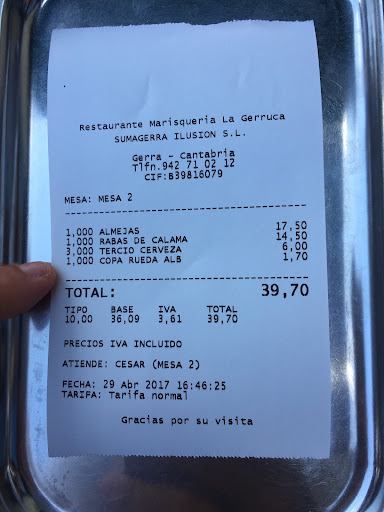 Restaurante Marisqueria La Gerruca
SUMAGERRA ILUSION S.L.
Gerra - Cantabria
Tlfn.942 71 02 12
CIF:B39816079
MESA: MESA 2
1,000 ALMEJAS 17,50
1,000 RABAS DE CALAMA 14,50
3,000 TERCIO CERVEZA 6,00
1,000 COPA RUEDA ALB 1,70
TOTAL: 39,70
TIPO BASE IVA TOTAL
10,00 36,09 3,61 39,70
PRECIOS IVA INCLUIDO
ATIENDE: CESAR (MESA 2)
FECHA: 29 Abr 2017 16:46:25
TARIFA: Tarifa normal
Gracias por su visita